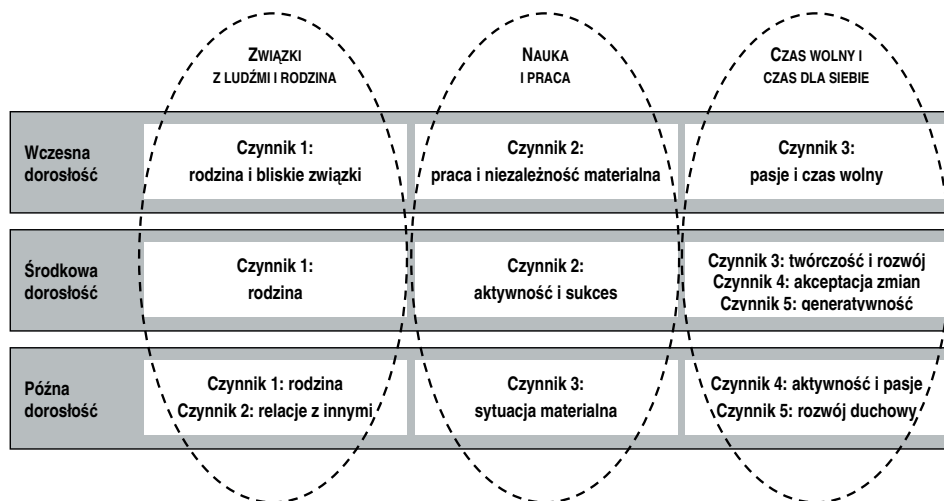 ZWIĄZKI
Z LUDŹMI I RODZINA
NAUKA
I PRACA
CZAS WOLNY I
CZAS DLA SIEBIE
Wczesna
dorosłość
Czynnik 1:
rodzina i bliskie związki
Czynnik 2:
praca i niezależność materialna
Czynnik 3:
pasje i czas wolny
Środkowa
dorosłość
Czynnik 1:
rodzina
Czynnik 2:
aktywność i sukces
Czynnik 3: twórczość i rozwój
Czynnik 4: akceptacja zmian
Czynnik 5: generatywność
Późna
dorosłość
Czynnik 1: rodzina
Czynnik 2: relacje z innymi
Czynnik 3:
sytuacja materialna
Czynnik 4: aktywność i pasje
Czynnik 5: rozwój duchowy